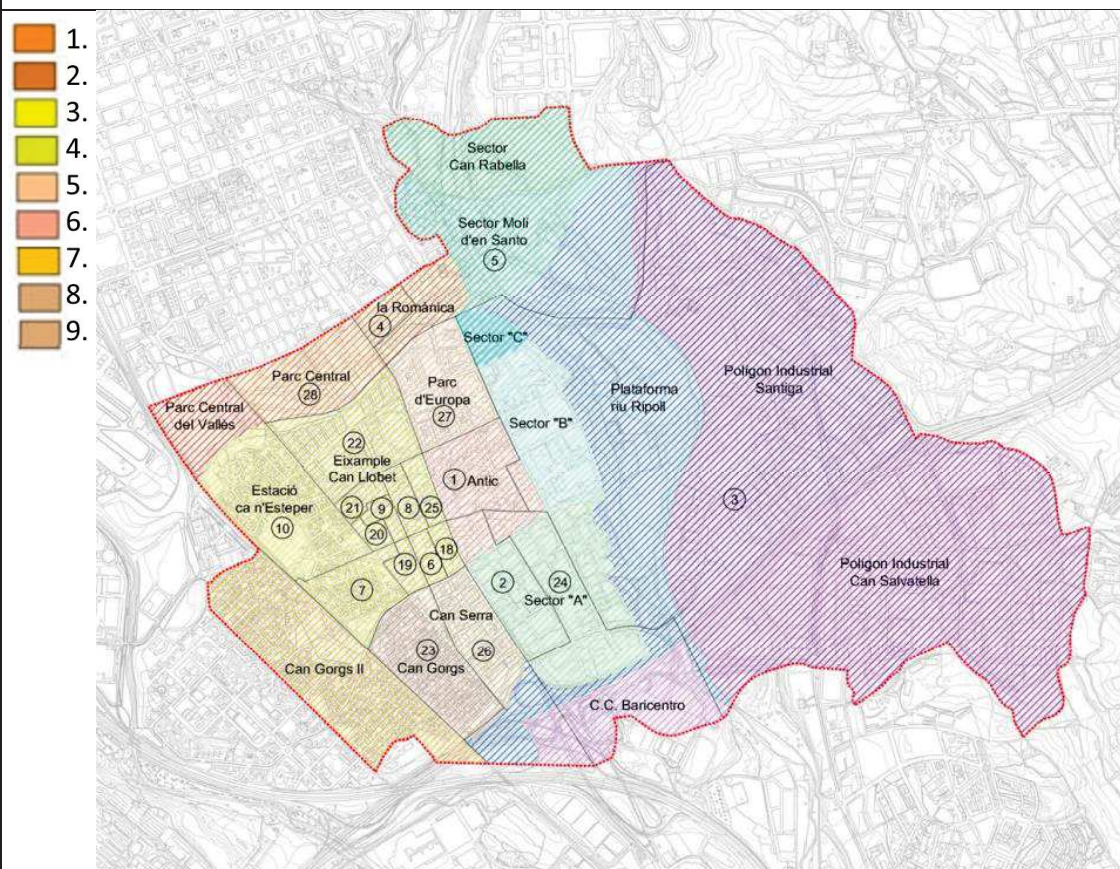 1.
2.
3.
4.
5.
6.
7.
8.
9.
Sector
Can Rabella
Sector Moli
d'en Santo
5
la Romànica
4
Sector "C"
Parc Central
28
Parc
d'Europa
27
Plataforma
riu Ripoll
Polígon Industrial
Santiga
Parc Central
del Vallès
Sector "B"
22
Eixample
Can Llobet
1 Antic
Estació
ca n'Esteper
10
21
9
8
25
3
20
18
19
6
7
2
24
Sector "A"
Polígon Industrial
Can Salvatella
Can Serra
23
Can Gorgs
26
Can Gorgs II
C.C. Baricentro